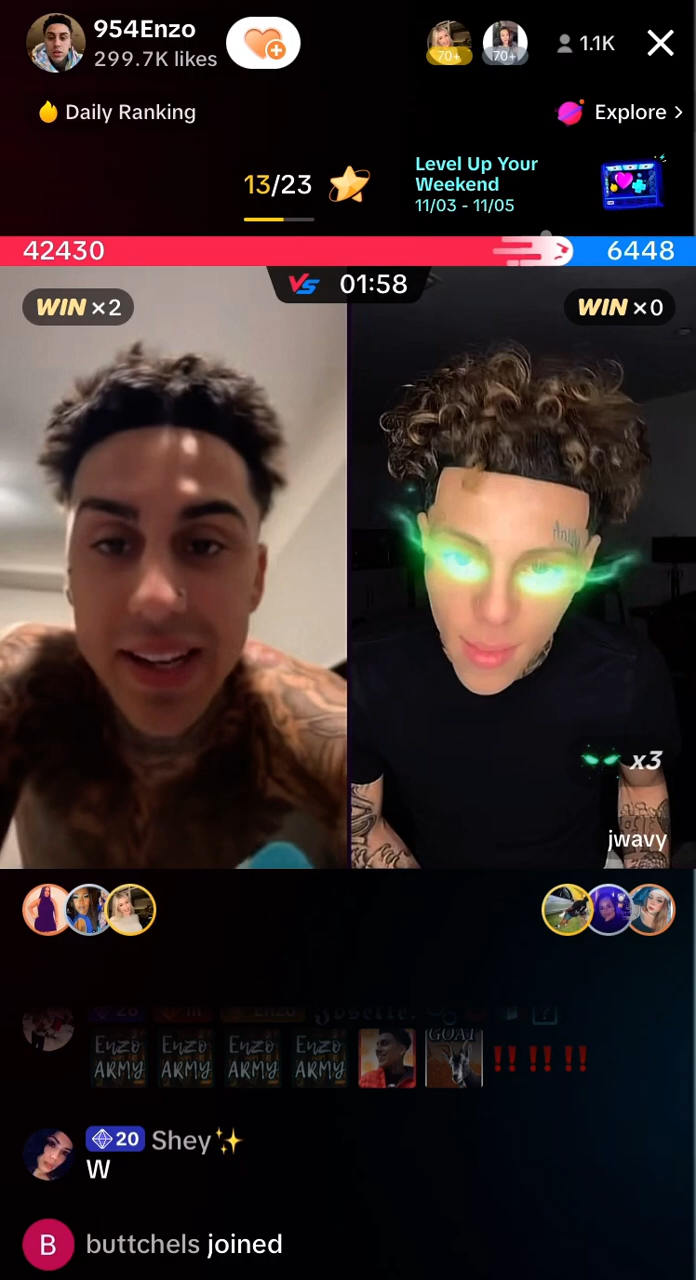 954Enzo
299.7K likes
70+
70+
1.1K
Daily Ranking
Explore >
13/23
Level Up Your
Weekend
11/03 - 11/05
42430
6448
VS 01:58
WIN ×2
WIN ×0
x3
jwavy
Enzo
ARMY
Enzo
ARMY
Enzo
ARMY
Enzo
ARMY
GOAT
!! !! !!
20 Shey✨
W
B
buttchels joined